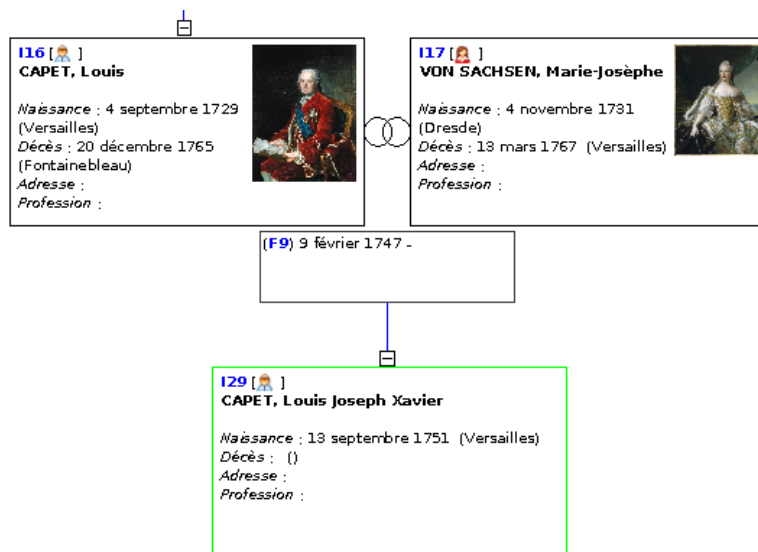 I16 [ ]
CAPET, Louis
Naissance : 4 septembre 1729
(Versailles)
Décès : 20 décembre 1765
(Fontainebleau)
Adresse :
Profession :
I17 [ ]
VON SACHSEN, Marie-Josèphe
Naissance : 4 novembre 1731
(Dresde)
Décès : 13 mars 1767 (Versailles)
Adresse :
Profession :
(F9) 9 février 1747 -
I29 [ ]
CAPET, Louis Joseph Xavier
Naissance : 13 septembre 1751 (Versailles)
Décès : ()
Adresse :
Profession :